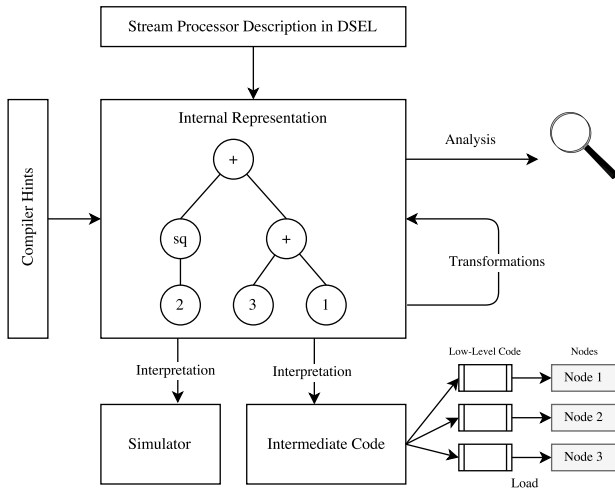 Stream Processor Description in DSEL
Compiler Hints
Internal Representation
+
sq
+
2
3
1
Analysis
Transformations
Interpretation
Interpretation
Simulator
Intermediate Code
Low-Level Code
Nodes
Node 1
Node 2
Node 3
Load